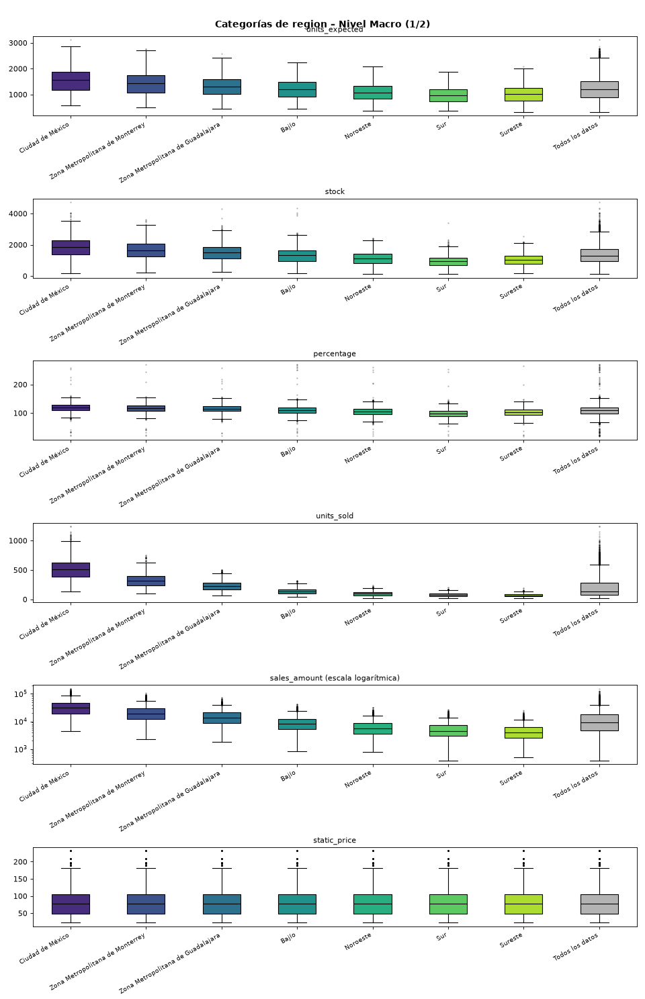 Categorías de region – Nivel Macro (1/2)
units_expected
3000
2000
1000
Ciudad de México
Zona Metropolitana de Monterrey
Zona Metropolitana de Guadalajara
Bajío
Noroeste
Sur
Sureste
Todos los datos
stock
4000
2000
0
Ciudad de México
Zona Metropolitana de Monterrey
Zona Metropolitana de Guadalajara
Bajío
Noroeste
Sur
Sureste
Todos los datos
percentage
200
100
Ciudad de México
Zona Metropolitana de Monterrey
Zona Metropolitana de Guadalajara
Bajío
Noroeste
Sur
Sureste
Todos los datos
units_sold
1000
500
0
Ciudad de México
Zona Metropolitana de Monterrey
Zona Metropolitana de Guadalajara
Bajío
Noroeste
Sur
Sureste
Todos los datos
sales_amount (escala logarítmica)
10⁵
10⁴
10³
Ciudad de México
Zona Metropolitana de Monterrey
Zona Metropolitana de Guadalajara
Bajío
Noroeste
Sur
Sureste
Todos los datos
static_price
200
150
100
50
Ciudad de México
Zona Metropolitana de Monterrey
Zona Metropolitana de Guadalajara
Bajío
Noroeste
Sur
Sureste
Todos los datos